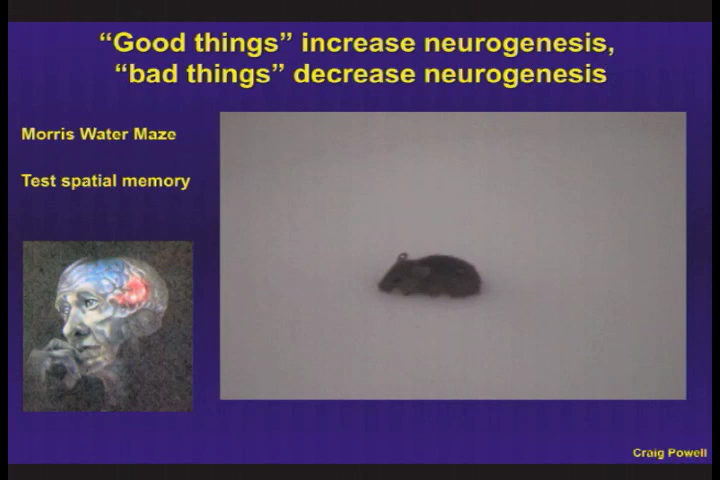 “Good things” increase neurogenesis,
“bad things” decrease neurogenesis
Morris Water Maze
Test spatial memory
Craig Powell